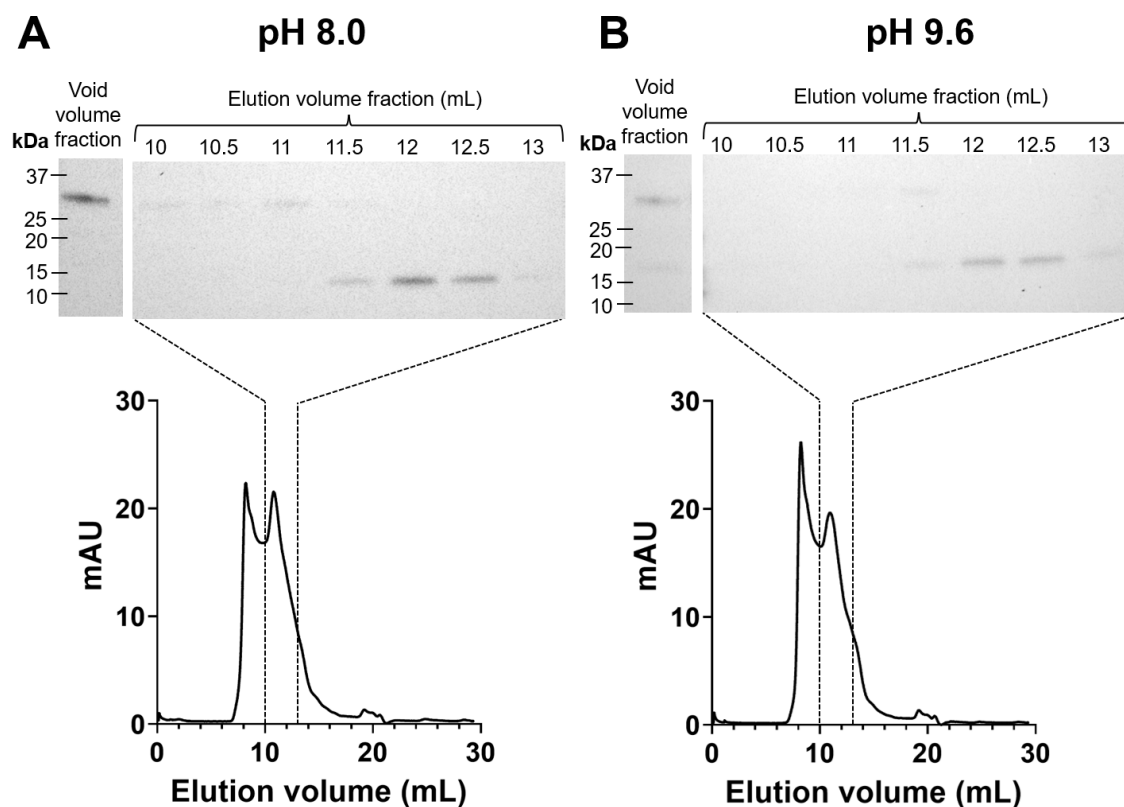 A
pH 8.0
Void
volume
fraction
Elution volume fraction (mL)
kDa
10 10.5 11 11.5 12 12.5 13
37
25
20
15
10
30
20
10
0
mAU
0 10 20 30
Elution volume (mL)
B
pH 9.6
Void
volume
fraction
Elution volume fraction (mL)
kDa
10 10.5 11 11.5 12 12.5 13
37
25
20
15
10
30
20
10
0
mAU
0 10 20 30
Elution volume (mL)